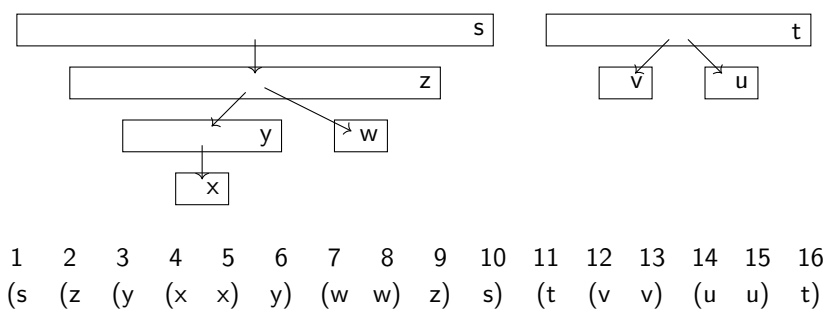 s t
z v u
y w
x
1 2 3 4 5 6 7 8 9 10 11 12 13 14 15 16
(s (z (y (x x) y) (w w) z) s) (t (v v) (u u) t)